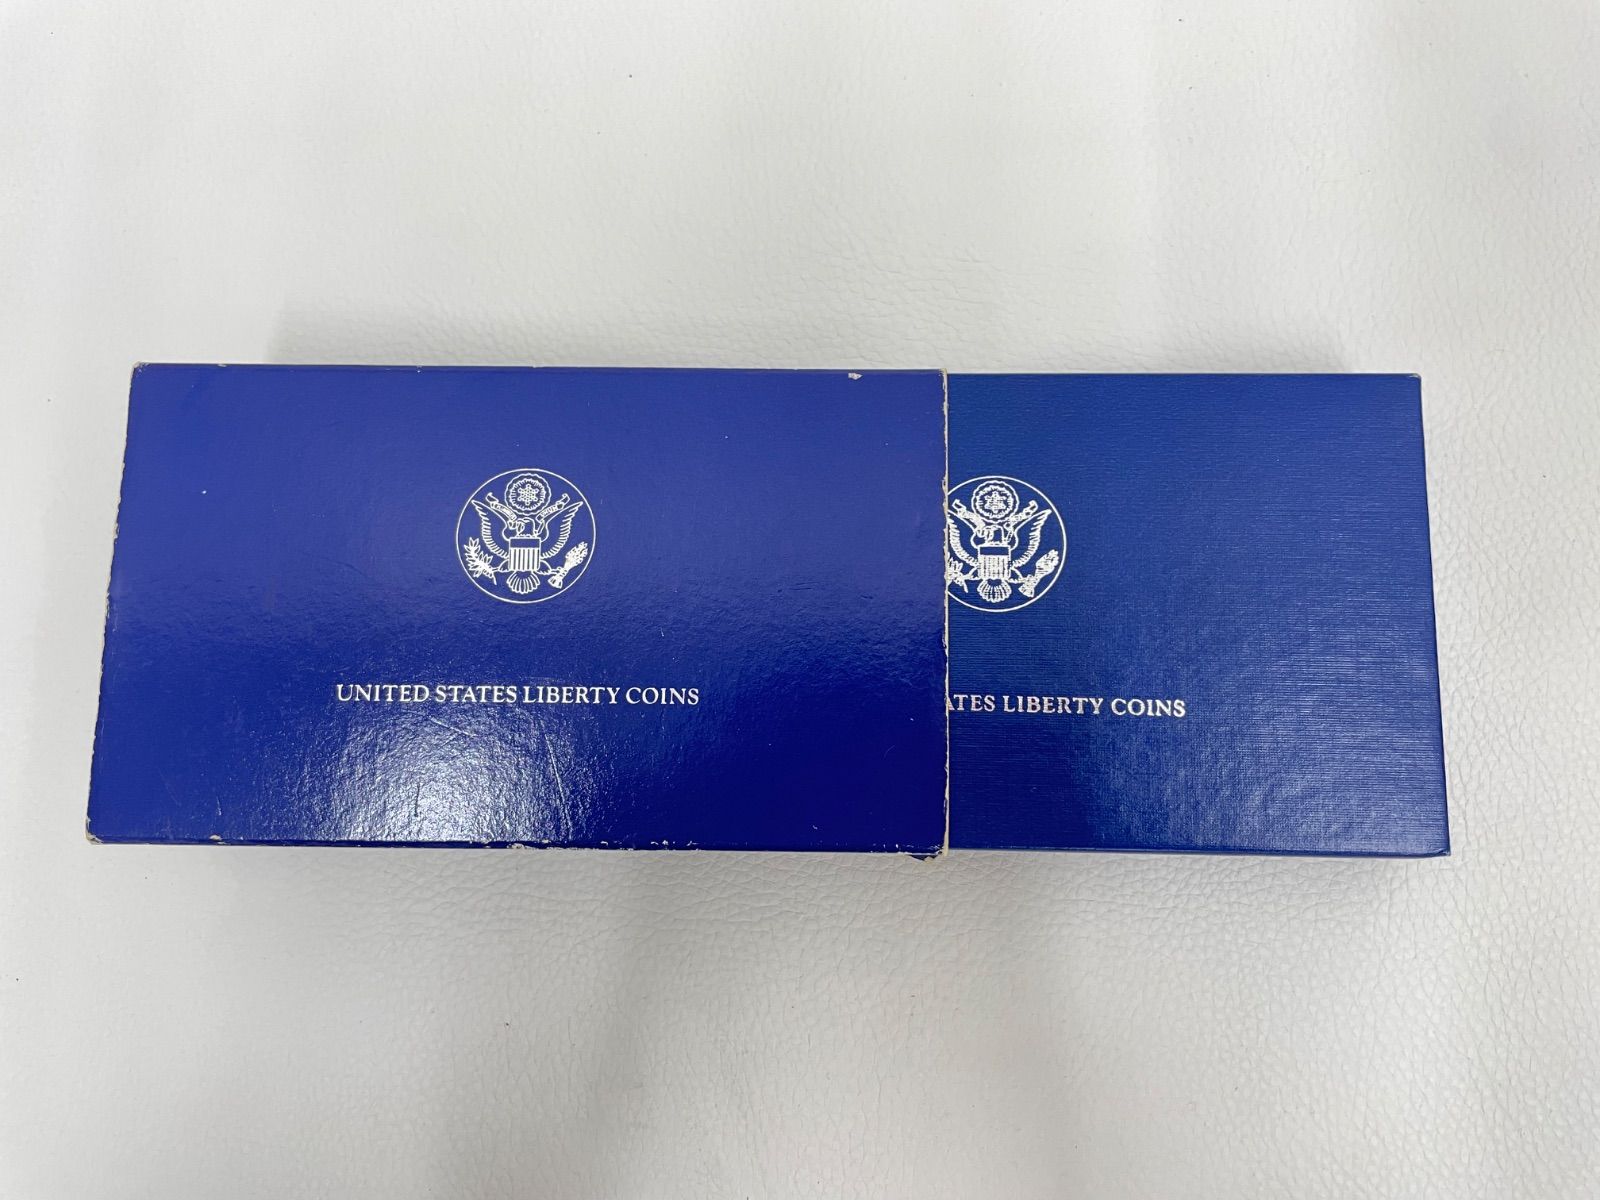 UNITED STATES LIBERTY COINS
ATES LIBERTY COINS